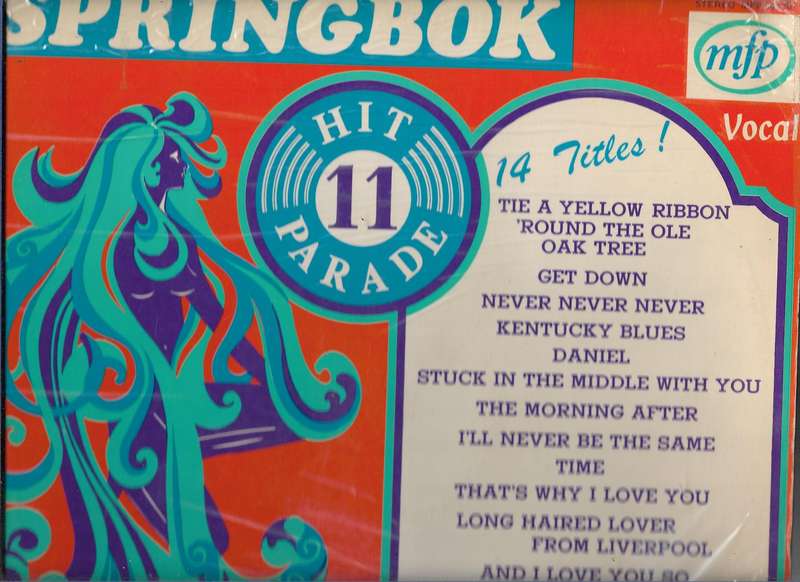 SPRINGBOK
STEREO
mfp
Vocal
HIT
11
PARADE
14 Titles!
TIE A YELLOW RIBBON
'ROUND THE OLE
OAK TREE
GET DOWN
NEVER NEVER NEVER
KENTUCKY BLUES
DANIEL
STUCK IN THE MIDDLE WITH YOU
THE MORNING AFTER
I'LL NEVER BE THE SAME
TIME
THAT'S WHY I LOVE YOU
LONG HAIRED LOVER
FROM LIVERPOOL
AND I LOVE YOU SO